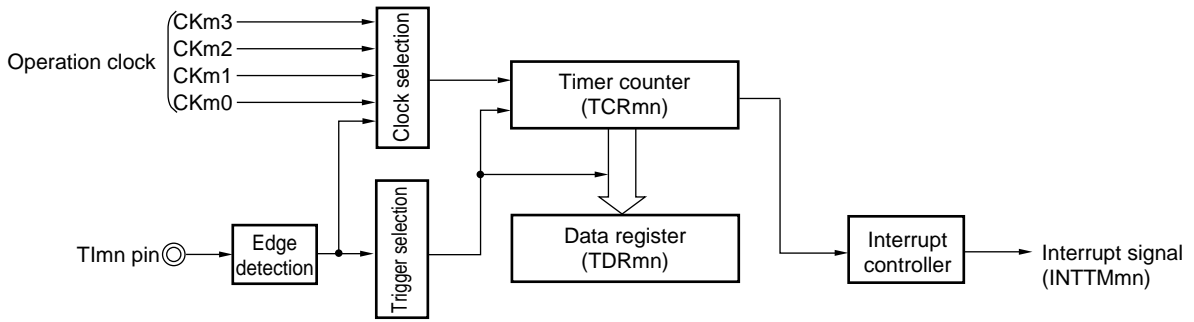 Operation clock
CKm3
CKm2
CKm1
CKm0
Clock selection
Timer counter
(TCRmn)
TImn pin
Edge
detection
Trigger selection
Data register
(TDRmn)
Interrupt
controller
Interrupt signal
(INTTMmn)